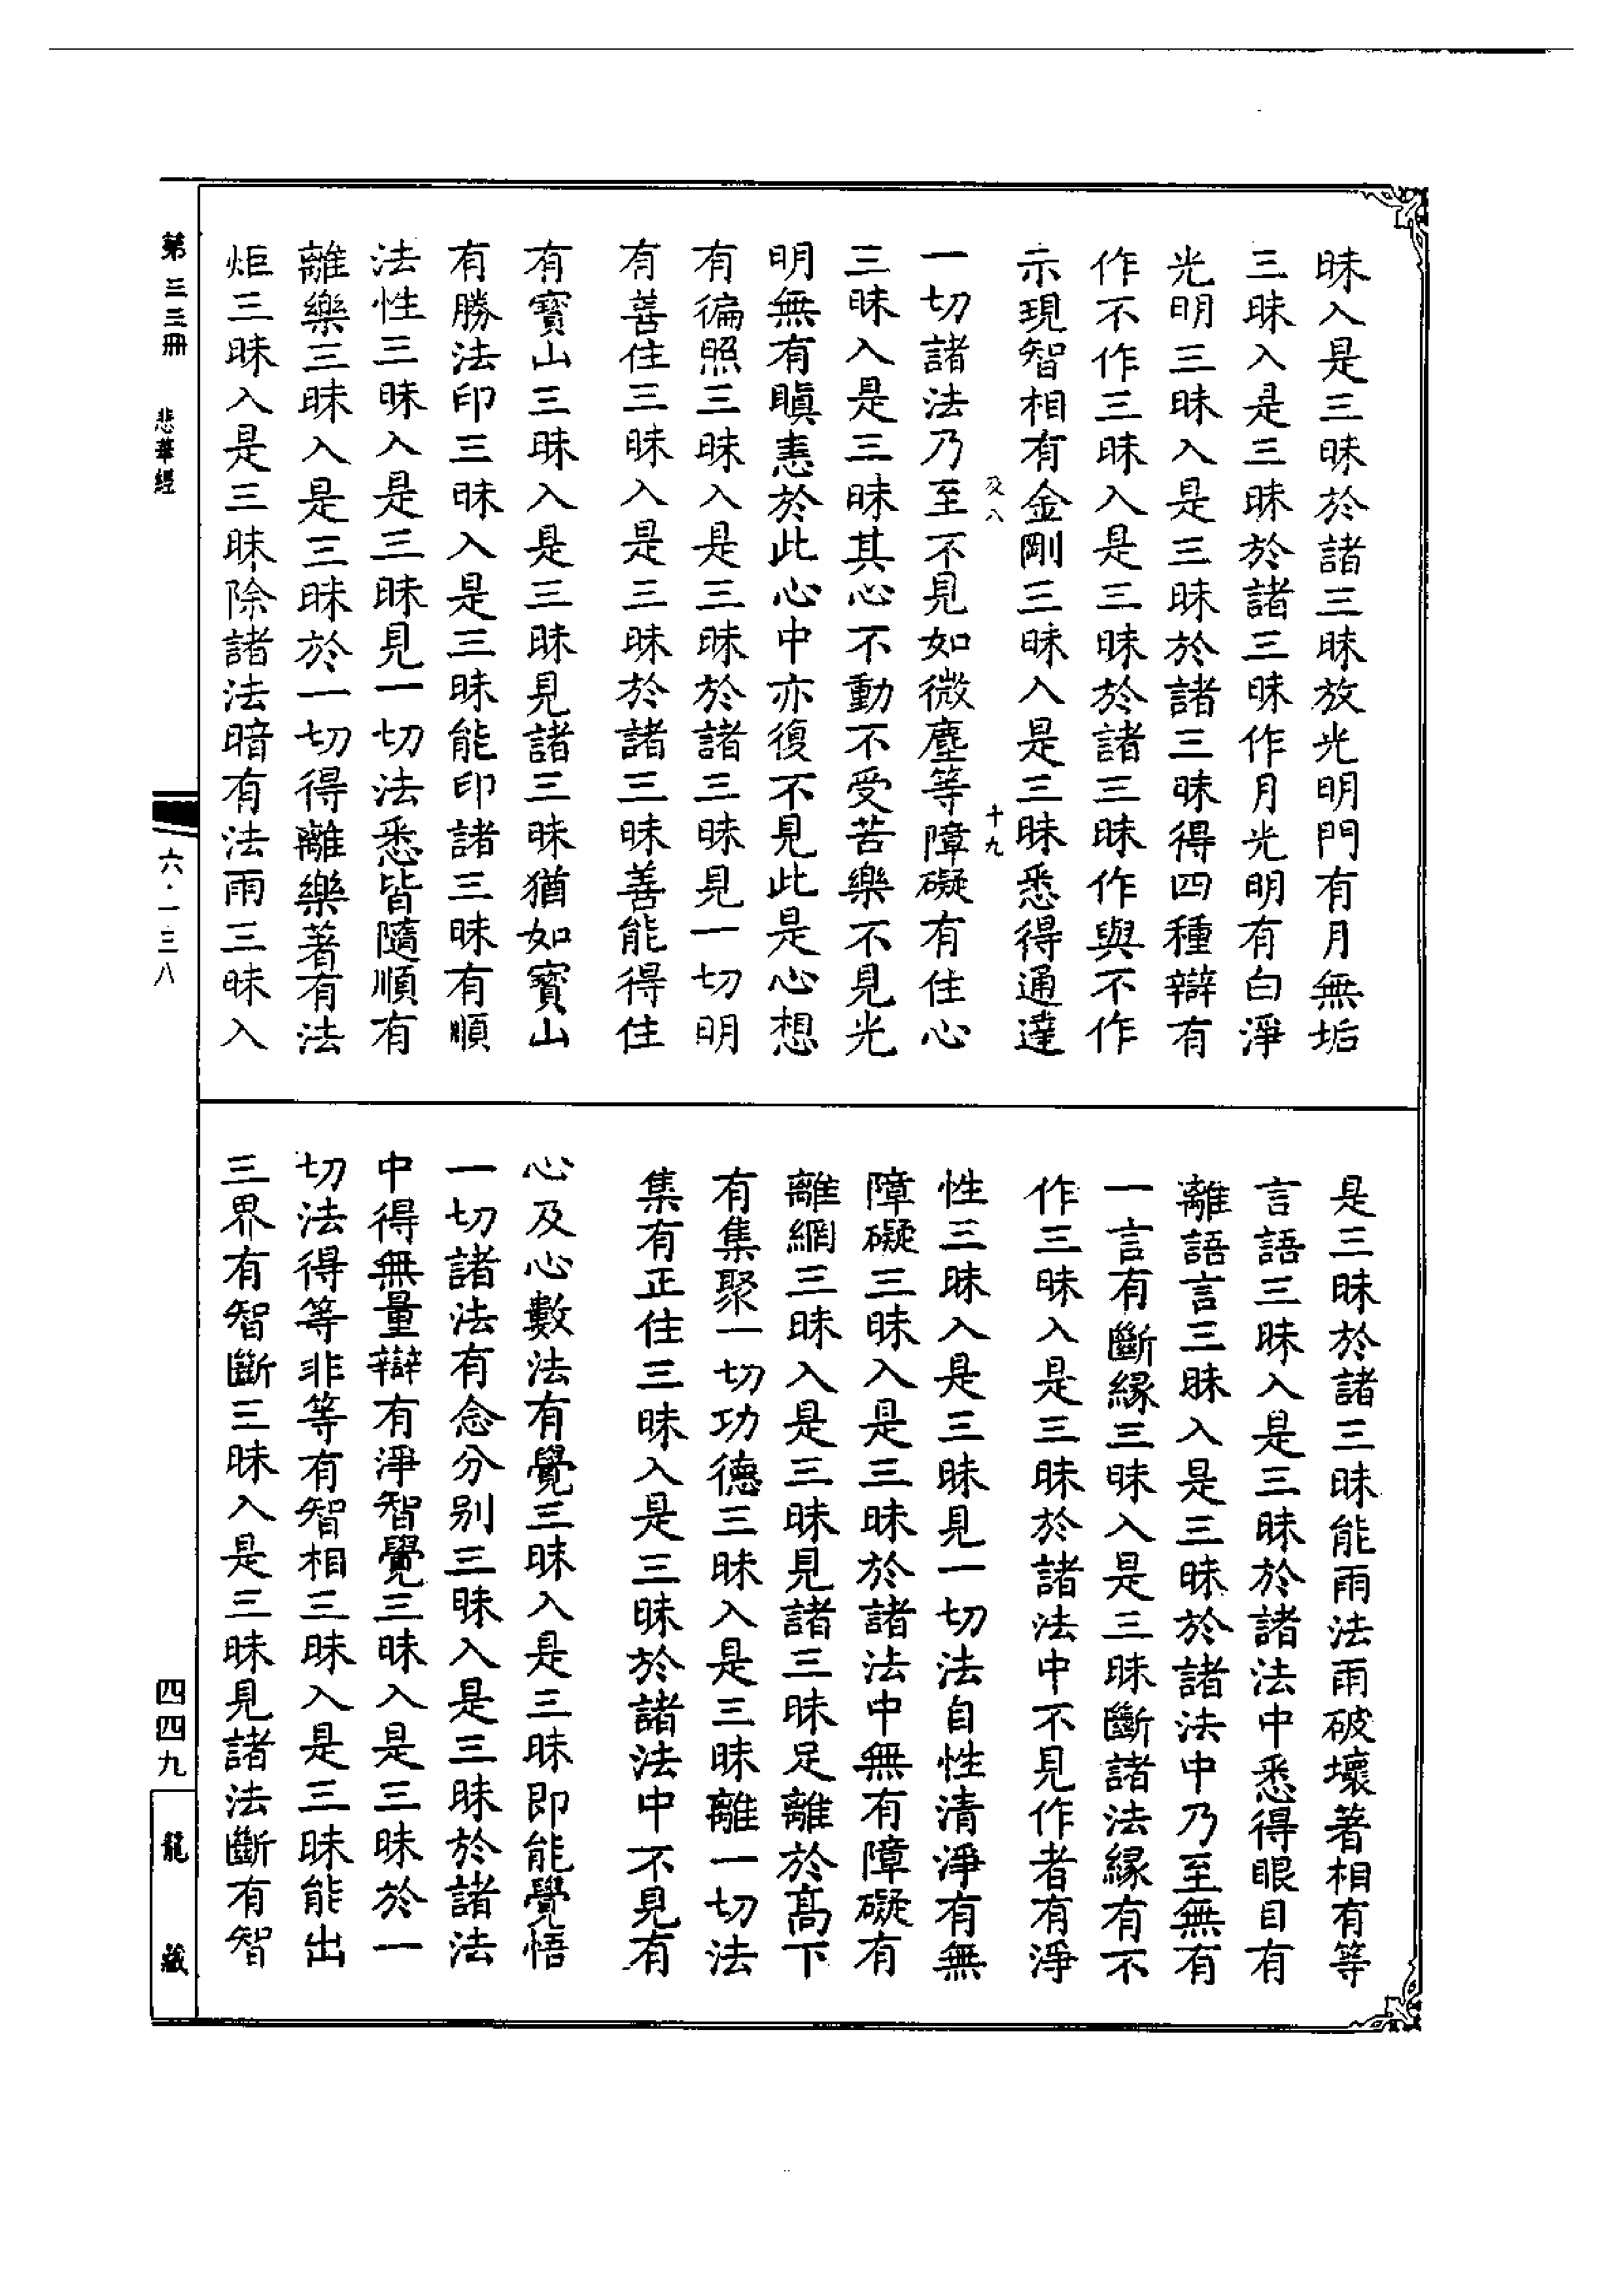 昧入是三昧於諸三昧放光明門有月無垢
三昧入是三昧於諸三昧作月光明有白淨
光明三昧入是三昧於諸三昧得四種辯有
作不作三昧入是三昧於諸三昧作與不作
示現智相有金剛三昧入是三昧悉得通達
及八 十九
一切諸法乃至不見如微塵等障礙有住心
三昧入是三昧其心不動不受苦樂不見光
明無有瞋恚於此心中亦復不見此是心想
有徧照三昧入是三昧於諸三昧見一切明
有善住三昧入是三昧於諸三昧善能得住
有寶山三昧入是三昧見諸三昧猶如寶山
有勝法印三昧入是三昧能印諸三昧有順
法性三昧入是三昧見一切法悉皆隨順有
離樂三昧入是三昧於一切得離樂著有法
炬三昧入是三昧除諸法暗有法雨三昧入
是三昧於諸三昧能雨法雨破壞著相有等
言語三昧入是三昧於諸法中悉得眼目有
離語言三昧入是三昧於諸法中乃至無有
一言有斷緣三昧入是三昧斷諸法緣有不
作三昧入是三昧於諸法中不見作者有淨
性三昧入是三昧見一切法自性清淨有無
障礙三昧入是三昧於諸法中無有障礙有
離網三昧入是三昧見諸三昧足離於高下
有集聚一切功德三昧入是三昧離一切法
集有正住三昧入是三昧於諸法中不見有
心及心數法有覺三昧入是三昧即能覺悟
一切諸法有念分別三昧入是三昧於諸法
中得無量辯有淨智覺三昧入是三昧於一
切法得等非等有智相三昧入是三昧能出
三界有智斷三昧入是三昧見諸法斷有智
第三三冊 悲華經
六·一三八
四四九
龍藏